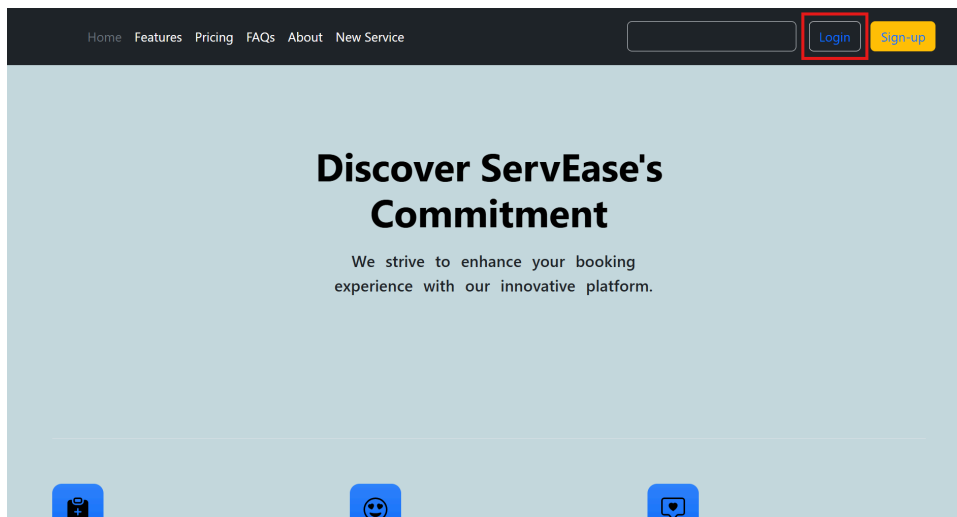 Home Features Pricing FAQs About New Service Login Sign-up
Discover ServEase's
Commitment
We strive to enhance your booking
experience with our innovative platform.